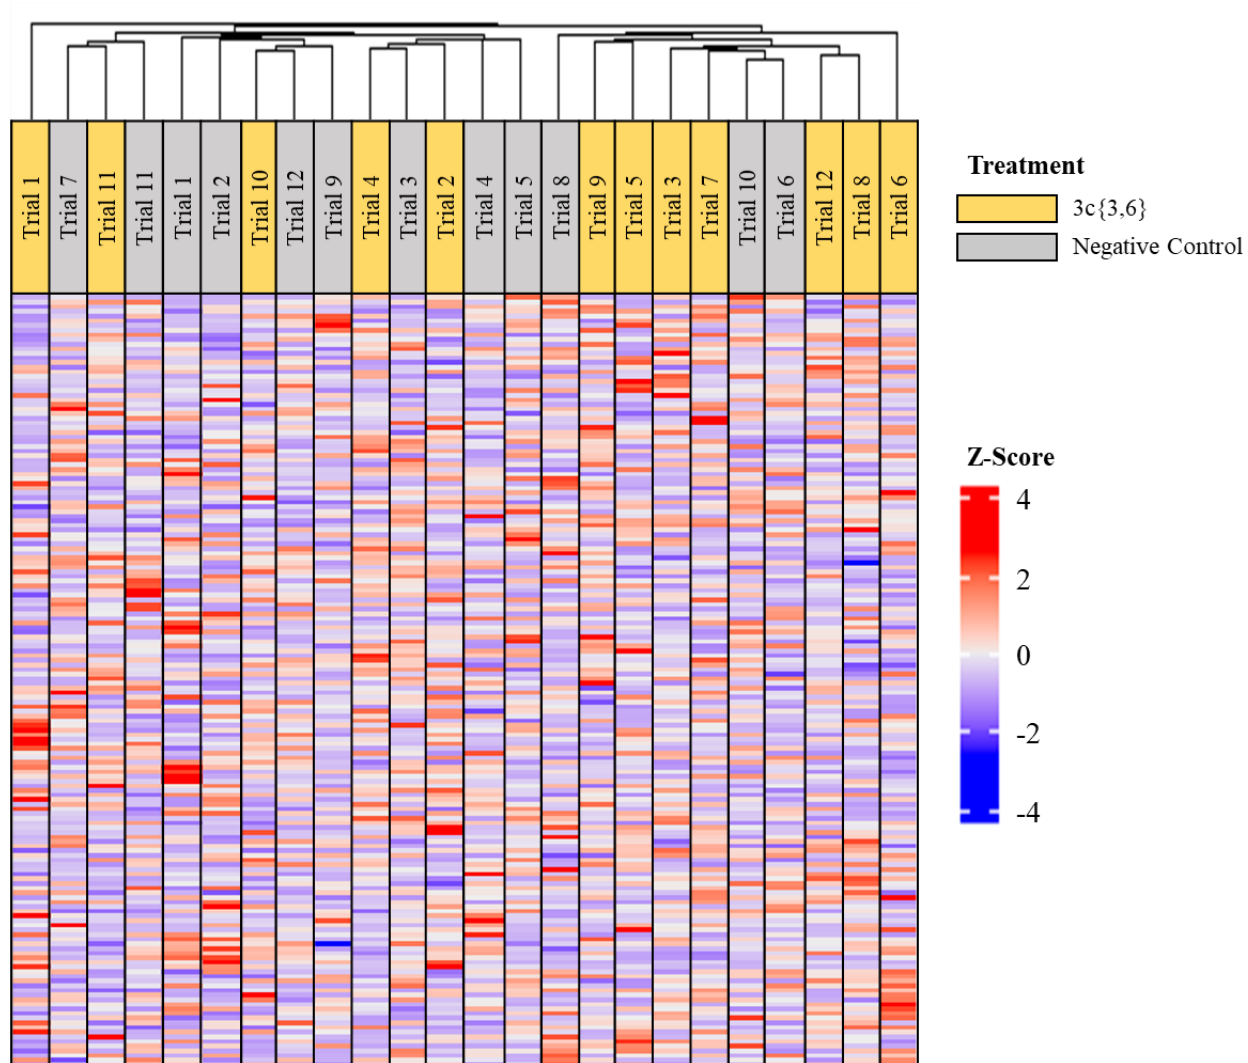 Trial 1
Trial 7
Trial 11
Trial 11
Trial 1
Trial 2
Trial 10
Trial 12
Trial 9
Trial 4
Trial 3
Trial 2
Trial 4
Trial 5
Trial 8
Trial 9
Trial 5
Trial 3
Trial 7
Trial 10
Trial 6
Trial 12
Trial 8
Trial 6
Treatment
3c{3,6}
Negative Control
Z-Score
4
2
0
-2
-4